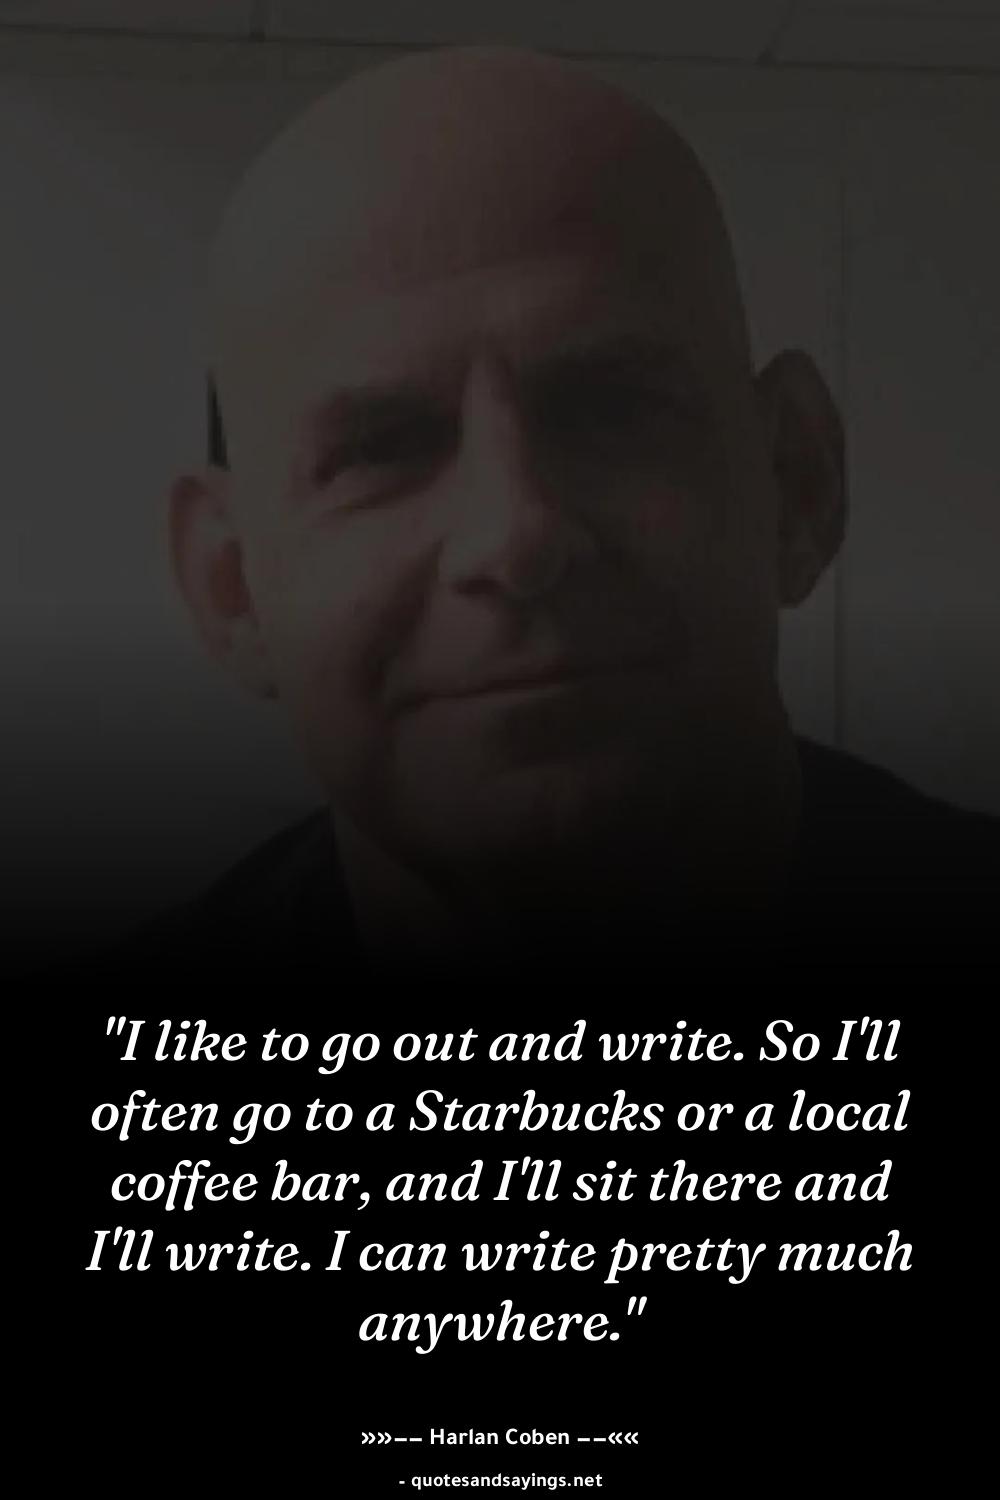 "I like to go out and write. So I'll
often go to a Starbucks or a local
coffee bar, and I'll sit there and
I'll write. I can write pretty much
anywhere."
»»−− Harlan Coben −−««
- quotesandsayings.net